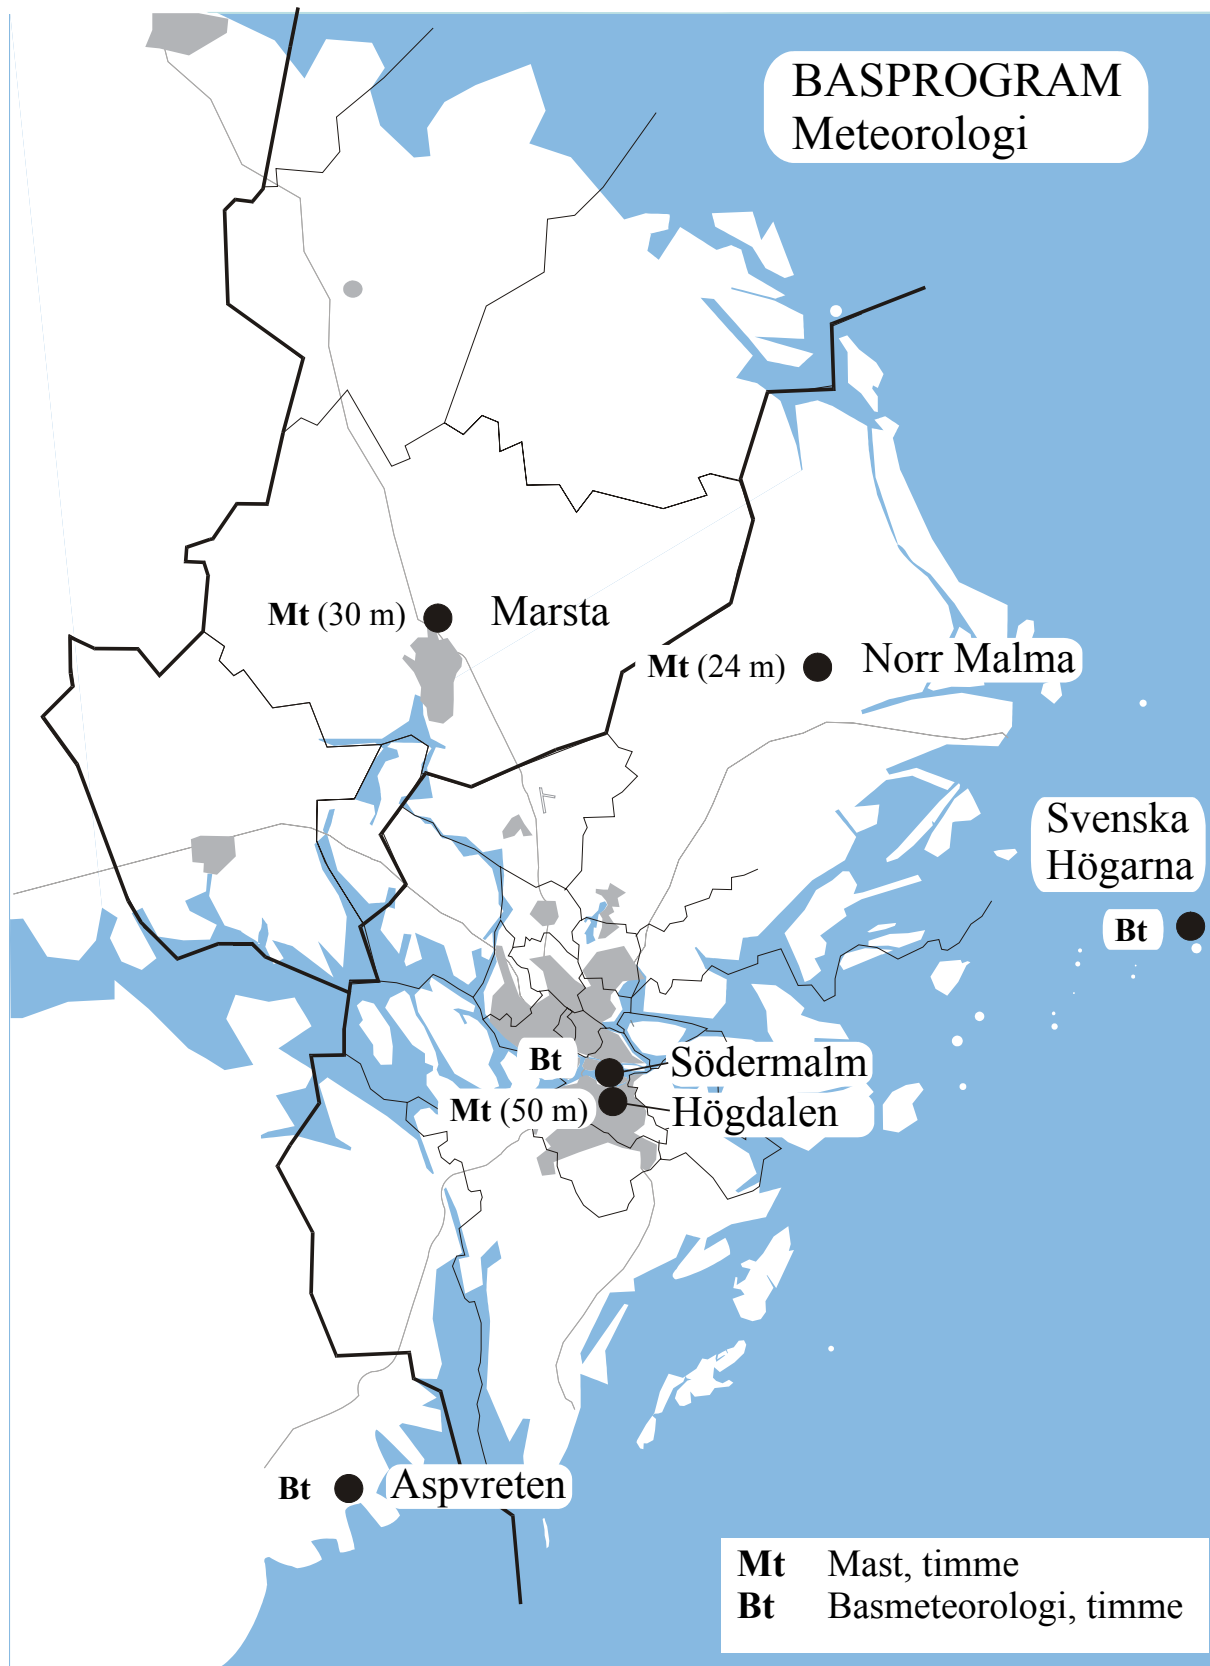 BASPROGRAM
Meteorologi
Mt (30 m) Marsta
Mt (24 m) Norr Malma
Svenska
Högarna
Bt
Bt Södermalm
Mt (50 m) Högdalen
Bt Aspvreten
Mt Mast, timme
Bt Basmeteorologi, timme